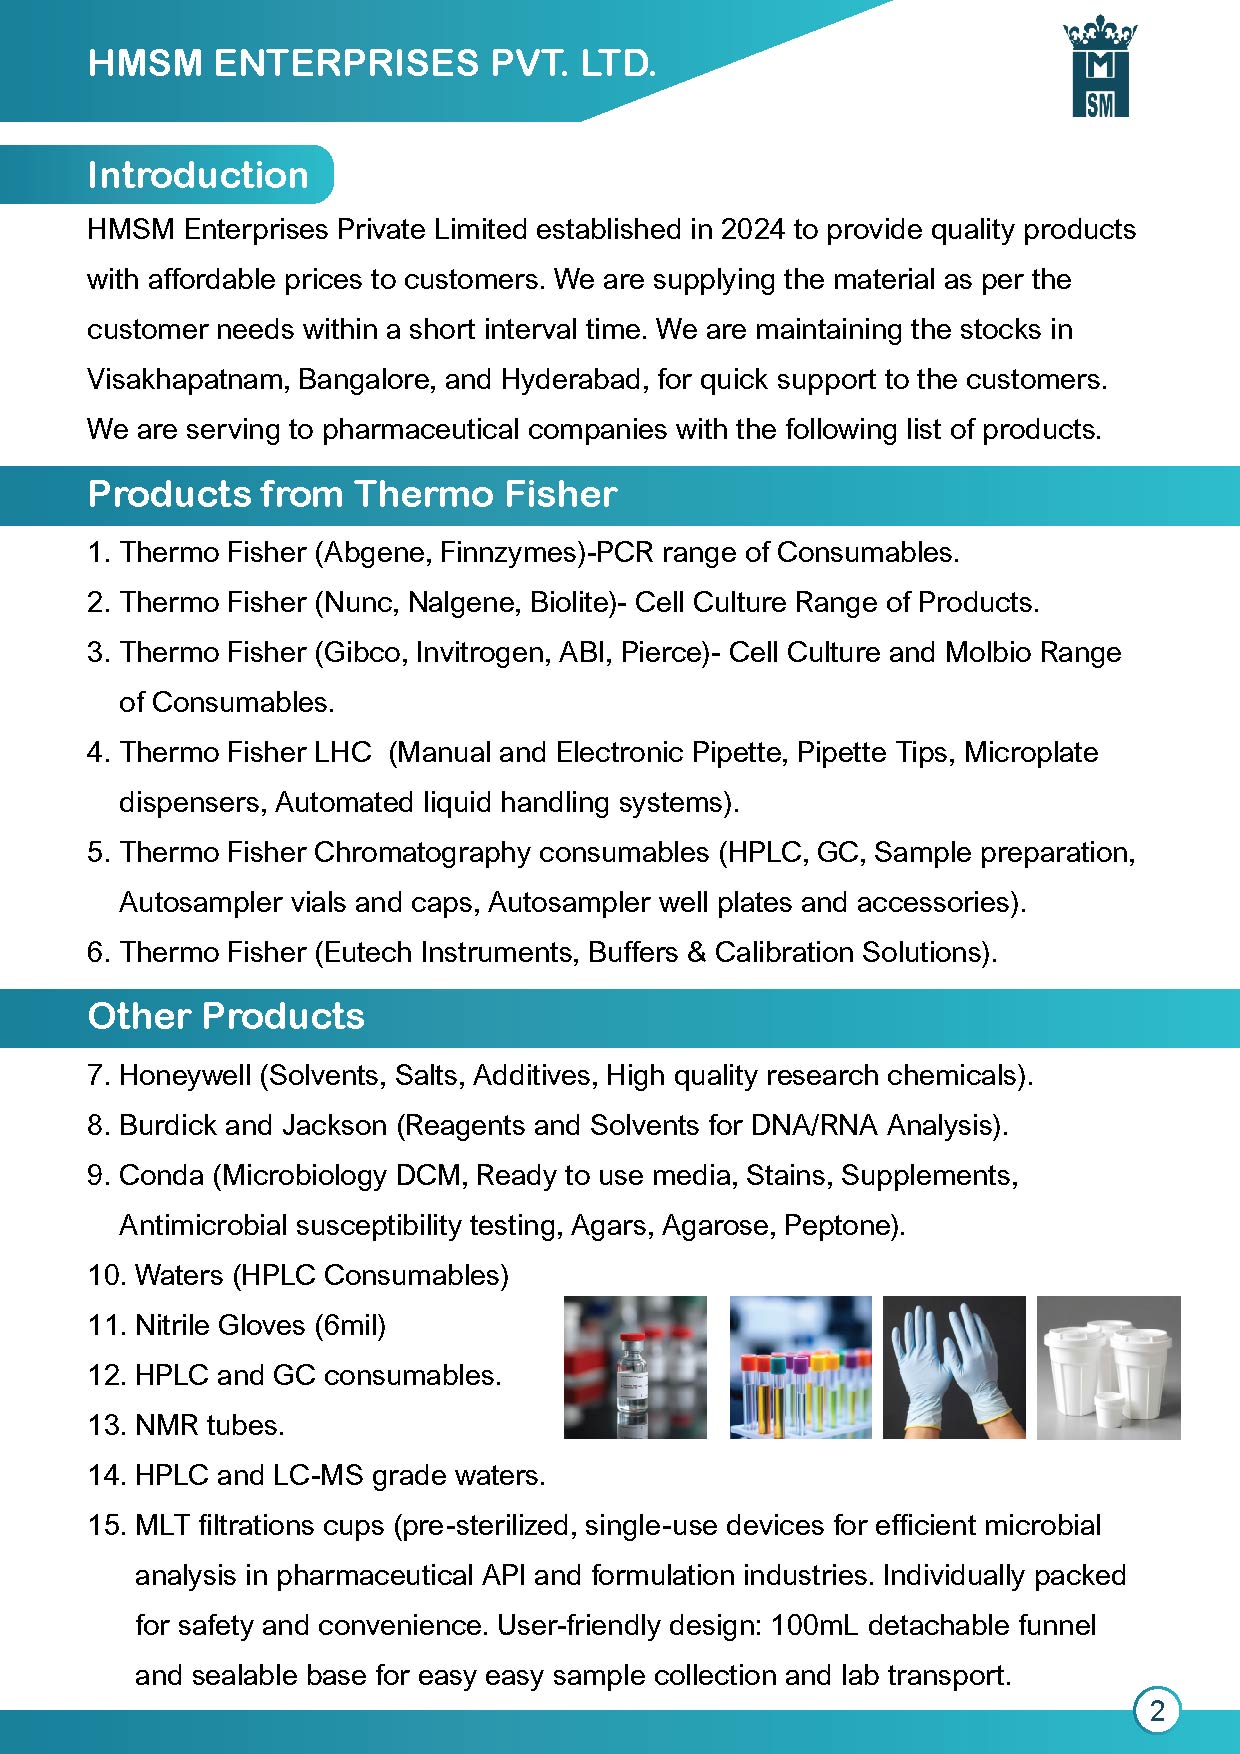 HMSM ENTERPRISES PVT. LTD.
M
SM
Introduction
HMSM Enterprises Private Limited established in 2024 to provide quality products
with affordable prices to customers. We are supplying the material as per the
customer needs within a short interval time. We are maintaining the stocks in
Visakhapatnam, Bangalore, and Hyderabad, for quick support to the customers.
We are serving to pharmaceutical companies with the following list of products.
Products from Thermo Fisher
1. Thermo Fisher (Abgene, Finnzymes)-PCR range of Consumables.
2. Thermo Fisher (Nunc, Nalgene, Biolite)- Cell Culture Range of Products.
3. Thermo Fisher (Gibco, Invitrogen, ABI, Pierce)- Cell Culture and Molbio Range
of Consumables.
4. Thermo Fisher LHC  (Manual and Electronic Pipette, Pipette Tips, Microplate
dispensers, Automated liquid handling systems).
5. Thermo Fisher Chromatography consumables (HPLC, GC, Sample preparation,
Autosampler vials and caps, Autosampler well plates and accessories).
6. Thermo Fisher (Eutech Instruments, Buffers & Calibration Solutions).
Other Products
7. Honeywell (Solvents, Salts, Additives, High quality research chemicals).
8. Burdick and Jackson (Reagents and Solvents for DNA/RNA Analysis).
9. Conda (Microbiology DCM, Ready to use media, Stains, Supplements,
Antimicrobial susceptibility testing, Agars, Agarose, Peptone).
10. Waters (HPLC Consumables)
11. Nitrile Gloves (6mil)
12. HPLC and GC consumables.
13. NMR tubes.
14. HPLC and LC-MS grade waters.
15. MLT filtrations cups (pre-sterilized, single-use devices for efficient microbial
analysis in pharmaceutical API and formulation industries. Individually packed
for safety and convenience. User-friendly design: 100mL detachable funnel
and sealable base for easy easy sample collection and lab transport.
2